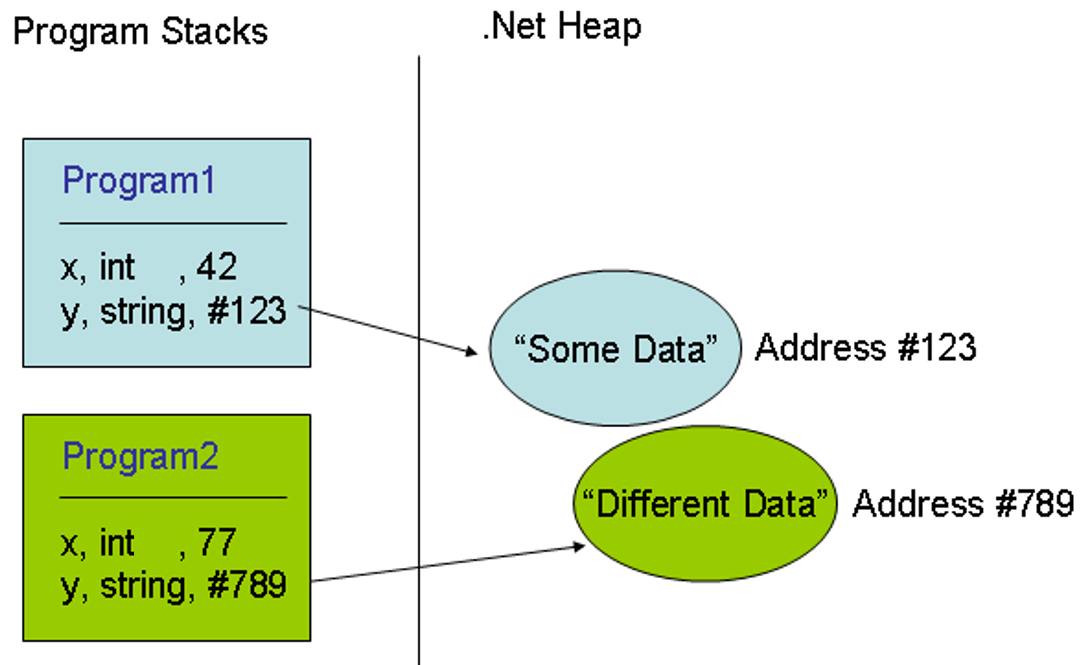 Program Stacks
.Net Heap
Program1
x, int , 42
y, string, #123
“Some Data”
Address #123
Program2
x, int , 77
y, string, #789
“Different Data”
Address #789